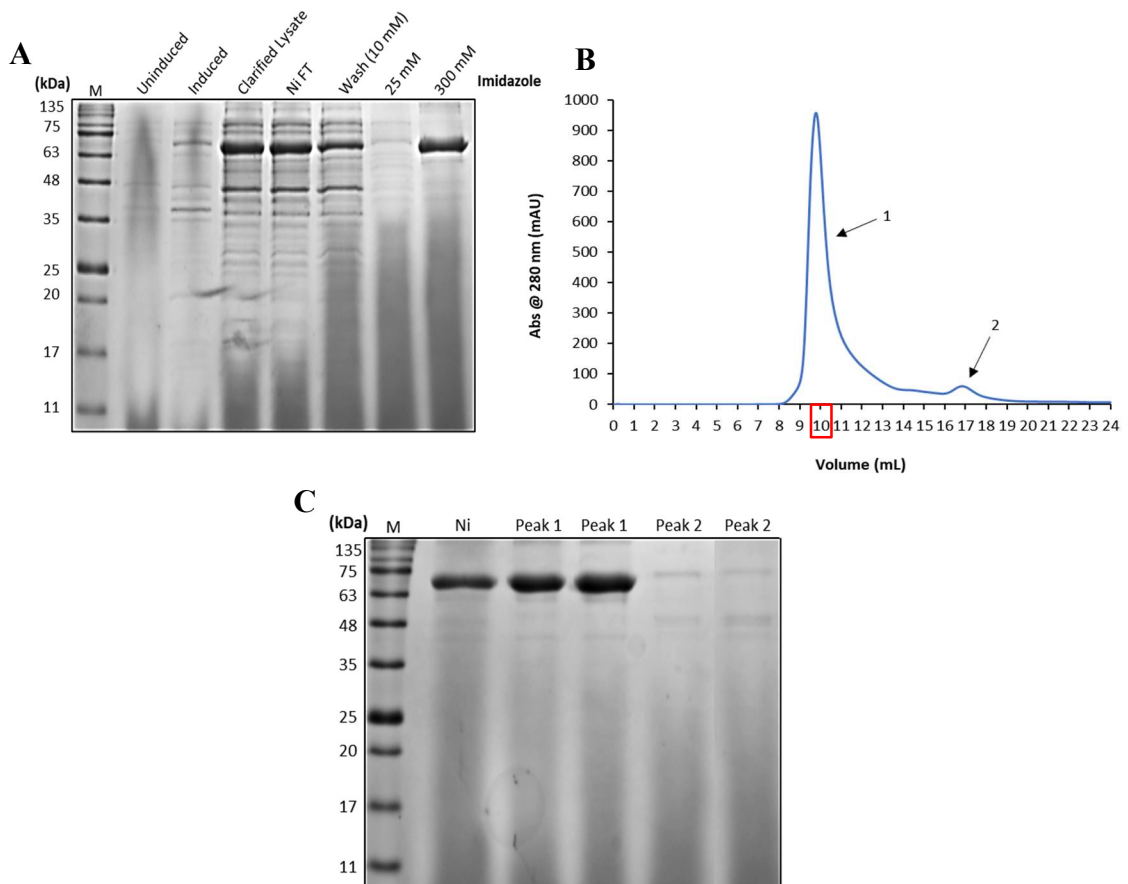 A
(kDa)
M
Uninduced
Induced
Clarified Lysate
Ni FT
Wash (10 mM)
25 mM
300 mM
Imidazole
135
75
63
48
35
25
20
17
11
B
Abs @ 280 nm (mAU)
1000
900
800
700
600
500
400
300
200
100
0
1
2
0 1 2 3 4 5 6 7 8 9 10 11 12 13 14 15 16 17 18 19 20 21 22 23 24
Volume (mL)
C
(kDa)
M Ni Peak 1 Peak 1 Peak 2 Peak 2
135
75
63
48
35
25
20
17
11